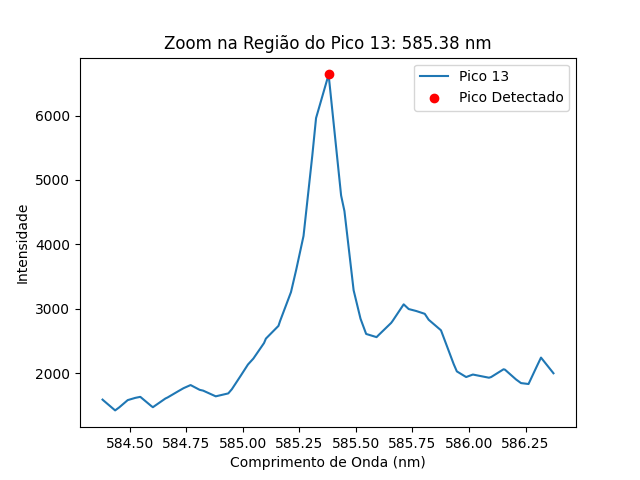 Zoom na Região do Pico 13: 585.38 nm
Pico 13
Pico Detectado
Intensidade
6000
5000
4000
3000
2000
584.50 584.75 585.00 585.25 585.50 585.75 586.00 586.25
Comprimento de Onda (nm)